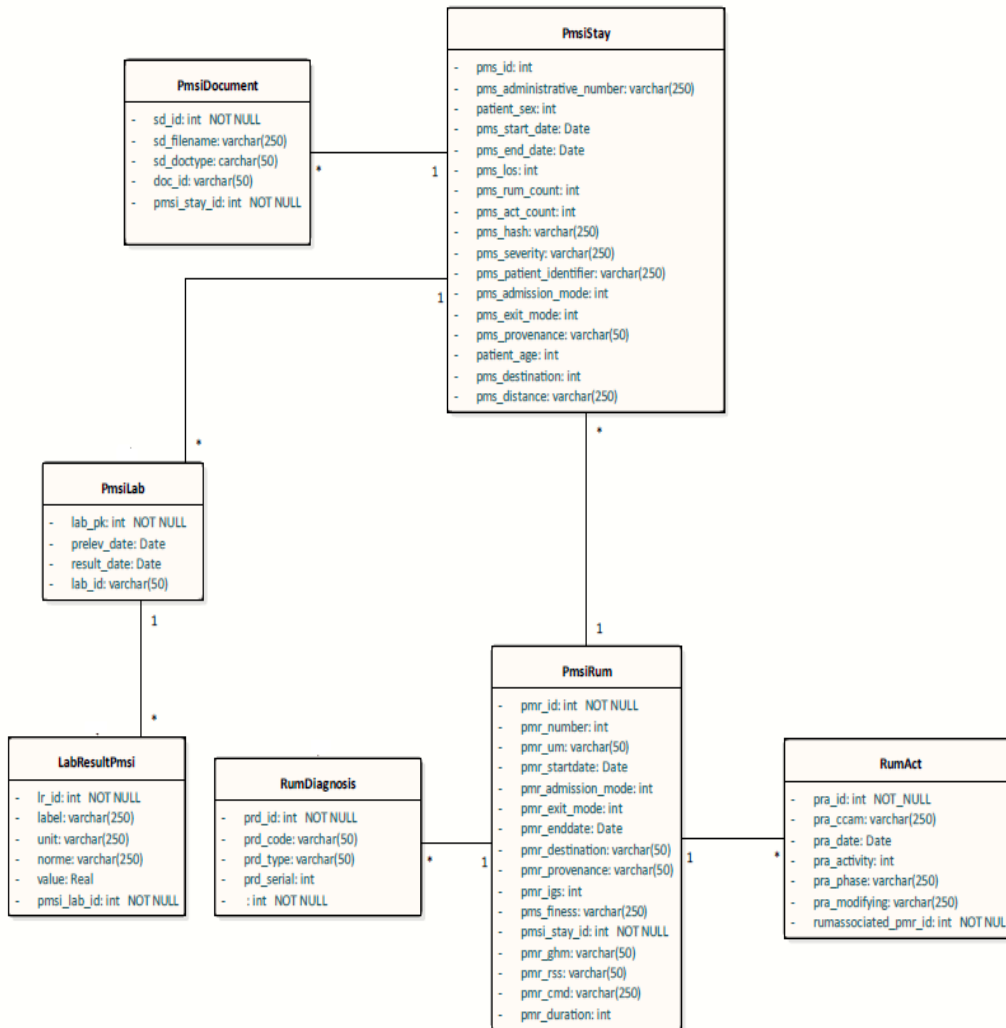 PmsiStay
- pms_id: int
- pms_administrative_number: varchar(250)
- patient_sex: int
- pms_start_date: Date
- pms_end_date: Date
- pms_los: int
- pms_rum_count: int
- pms_act_count: int
- pms_hash: varchar(250)
- pms_severity: varchar(250)
- pms_patient_identifier: varchar(250)
- pms_admission_mode: int
- pms_exit_mode: int
- pms_provenance: varchar(50)
- patient_age: int
- pms_destination: int
- pms_distance: varchar(250)
PmsiDocument
- sd_id: int NOT NULL
- sd_filename: varchar(250)
- sd_doctype: carchar(50)
- doc_id: varchar(50)
- pmsi_stay_id: int NOT NULL
*
1
1
*
*
1
PmsiLab
- lab_pk: int NOT NULL
- prelev_date: Date
- result_date: Date
- lab_id: varchar(50)
1
*
LabResultPmsi
- lr_id: int NOT NULL
- label: varchar(250)
- unit: varchar(250)
- norme: varchar(250)
- value: Real
- pmsi_lab_id: int NOT NULL
RumDiagnosis
- prd_id: int NOT NULL
- prd_code: varchar(50)
- prd_type: varchar(50)
- prd_serial: int
- : int NOT NULL
*
1
PmsiRum
- pmr_id: int NOT NULL
- pmr_number: int
- pmr_um: varchar(50)
- pmr_startdate: Date
- pmr_admission_mode: int
- pmr_exit_mode: int
- pmr_enddate: Date
- pmr_destination: varchar(50)
- pmr_provenance: varchar(50)
- pmr_igs: int
- pms_finess: varchar(250)
- pmsi_stay_id: int NOT NULL
- pmr_ghm: varchar(50)
- pmr_rss: varchar(50)
- pmr_cmd: varchar(250)
- pmr_duration: int
1
*
RumAct
- pra_id: int NOT_NULL
- pra_ccam: varchar(250)
- pra_date: Date
- pra_activity: int
- pra_phase: varchar(250)
- pra_modifying: varchar(250)
- rumassociated_pmr_id: int NOT NUL